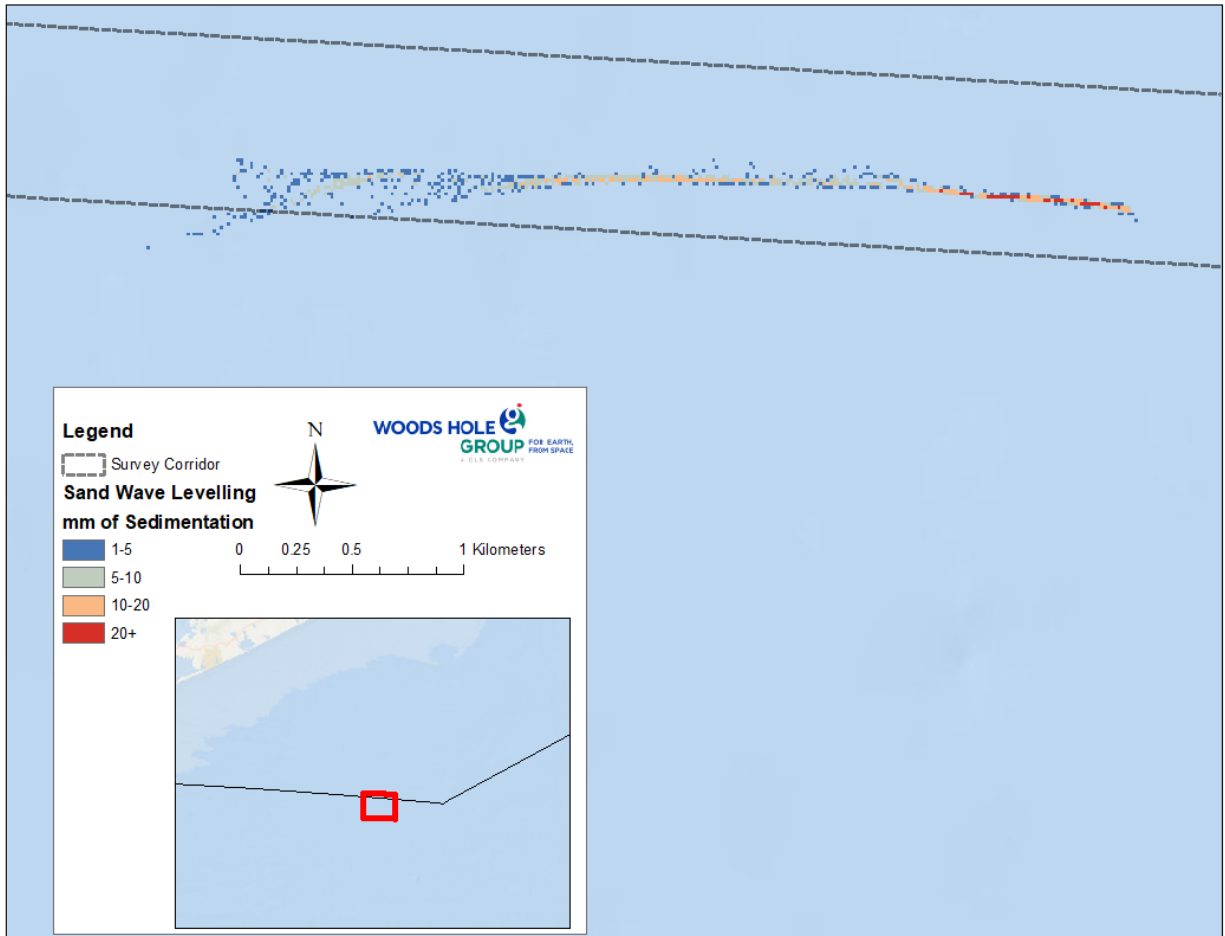 Legend
N
WOODS HOLE
GROUP FOR EARTH, FROM SPACE
A CLS COMPANY
Survey Corridor
Sand Wave Levelling
mm of Sedimentation
1-5
5-10
10-20
20+
0 0.25 0.5 1 Kilometers